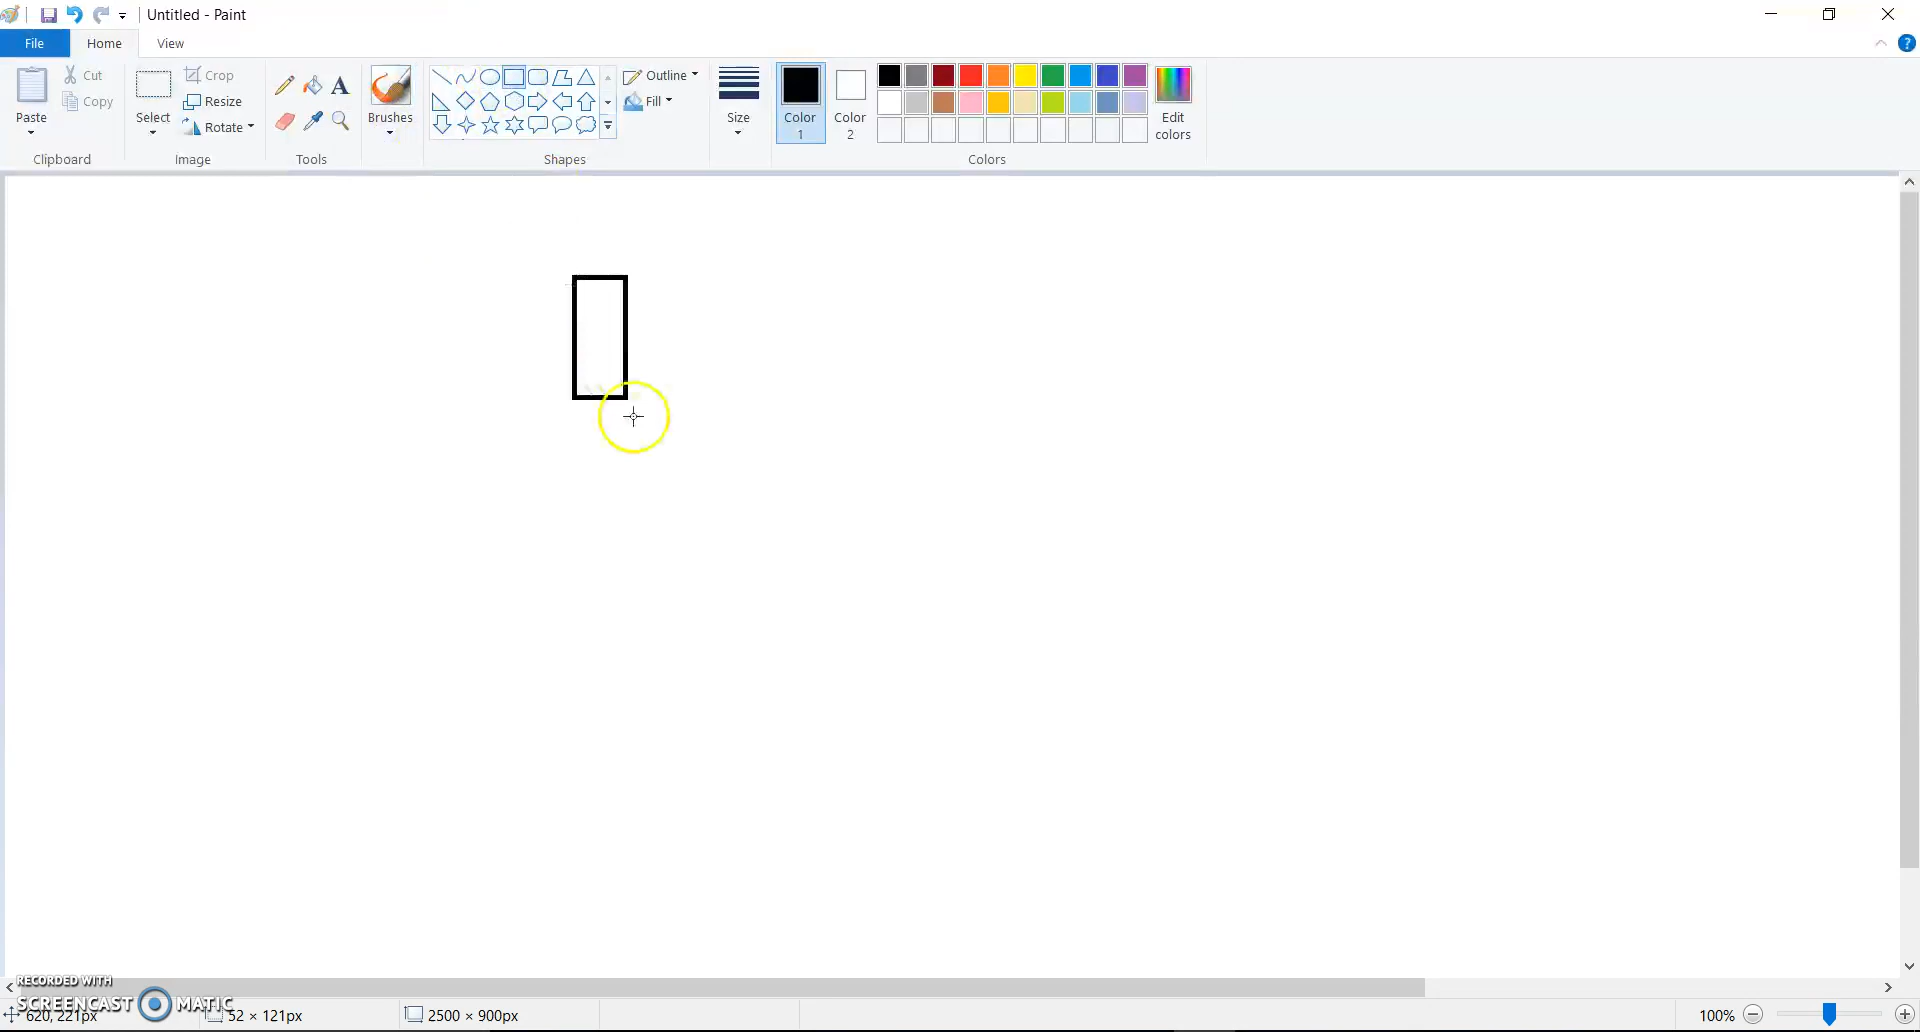 Untitled - Paint
File Home View
Paste
Cut
Copy
Clipboard
Select
Crop
Resize
Rotate
Image
A
Tools
Brushes
Shapes
Outline
Fill
Size
Color 1
Color 2
Edit colors
Colors
?
RECORDED WITH
SCREENCAST MATIC
620, 221px
52 × 121px
2500 × 900px
100%